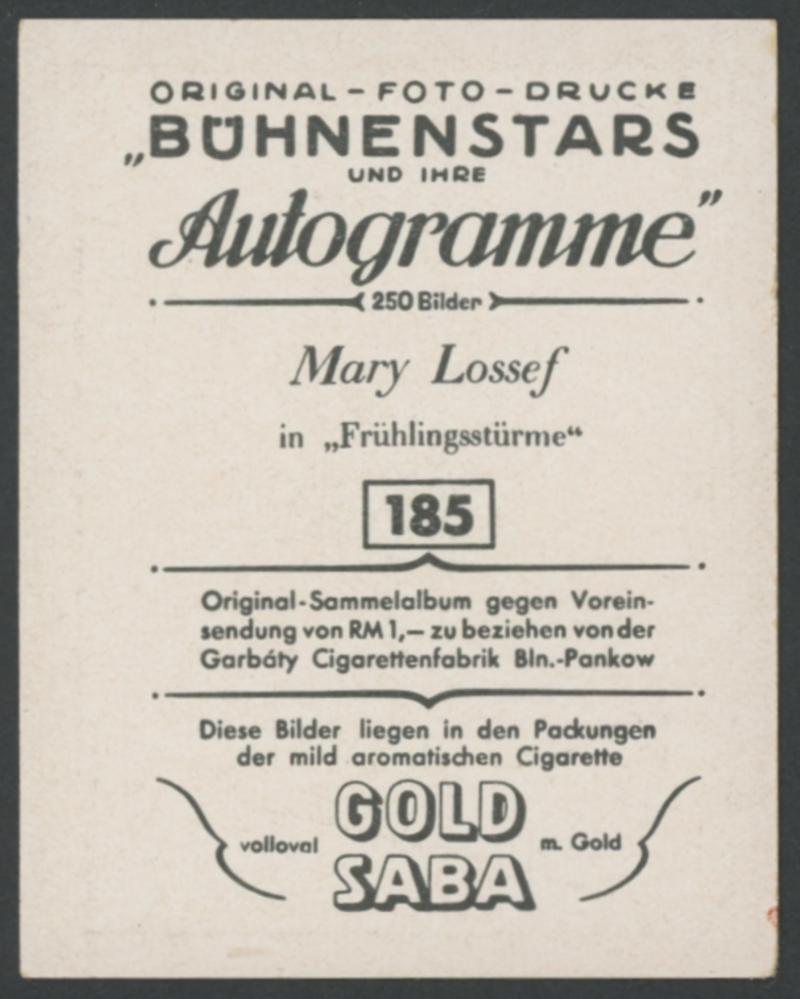 ORIGINAL – FOTO – DRUCKE
„BÜHNENSTARS
UND IHRE
Autogramme”
250 Bilder
Mary Lossef
in „Frühlingsstürme“
185
Original-Sammelalbum gegen Vorein-
sendung von RM 1,— zu beziehen von der
Garbáty Cigarettenfabrik Bln.-Pankow
Diese Bilder liegen in den Packungen
der mild aromatischen Cigarette
GOLD
volloval m. Gold
SABA